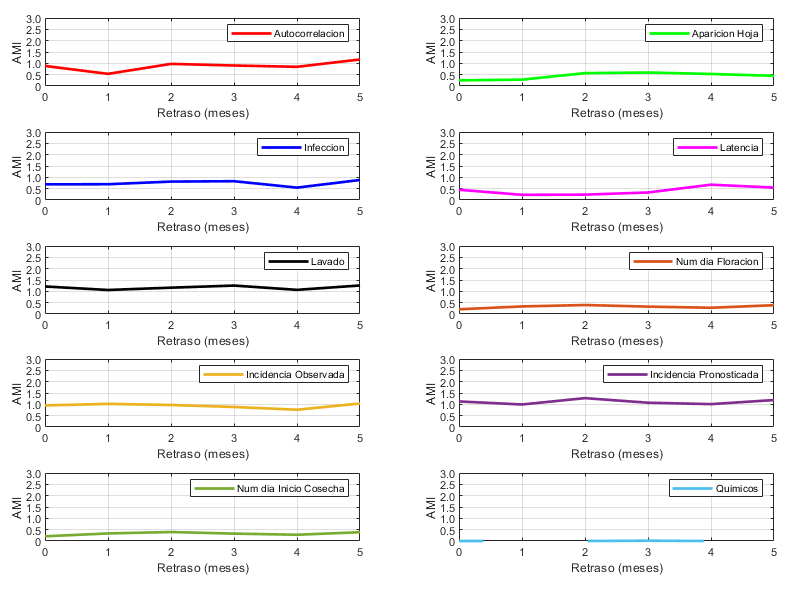 3.0
2.5
2.0
1.5
1.0
0.5
0
AMI
Autocorrelacion
0 1 2 3 4 5
Retraso (meses)
3.0
2.5
2.0
1.5
1.0
0.5
0
AMI
Aparicion Hoja
0 1 2 3 4 5
Retraso (meses)
3.0
2.5
2.0
1.5
1.0
0.5
0
AMI
Infeccion
0 1 2 3 4 5
Retraso (meses)
3.0
2.5
2.0
1.5
1.0
0.5
0
AMI
Latencia
0 1 2 3 4 5
Retraso (meses)
3.0
2.5
2.0
1.5
1.0
0.5
0
AMI
Lavado
0 1 2 3 4 5
Retraso (meses)
3.0
2.5
2.0
1.5
1.0
0.5
0
AMI
Num dia Floracion
0 1 2 3 4 5
Retraso (meses)
3.0
2.5
2.0
1.5
1.0
0.5
0
AMI
Incidencia Observada
0 1 2 3 4 5
Retraso (meses)
3.0
2.5
2.0
1.5
1.0
0.5
0
AMI
Incidencia Pronosticada
0 1 2 3 4 5
Retraso (meses)
3.0
2.5
2.0
1.5
1.0
0.5
0
AMI
Num dia Inicio Cosecha
0 1 2 3 4 5
Retraso (meses)
3.0
2.5
2.0
1.5
1.0
0.5
0
AMI
Quimicos
0 1 2 3 4 5
Retraso (meses)